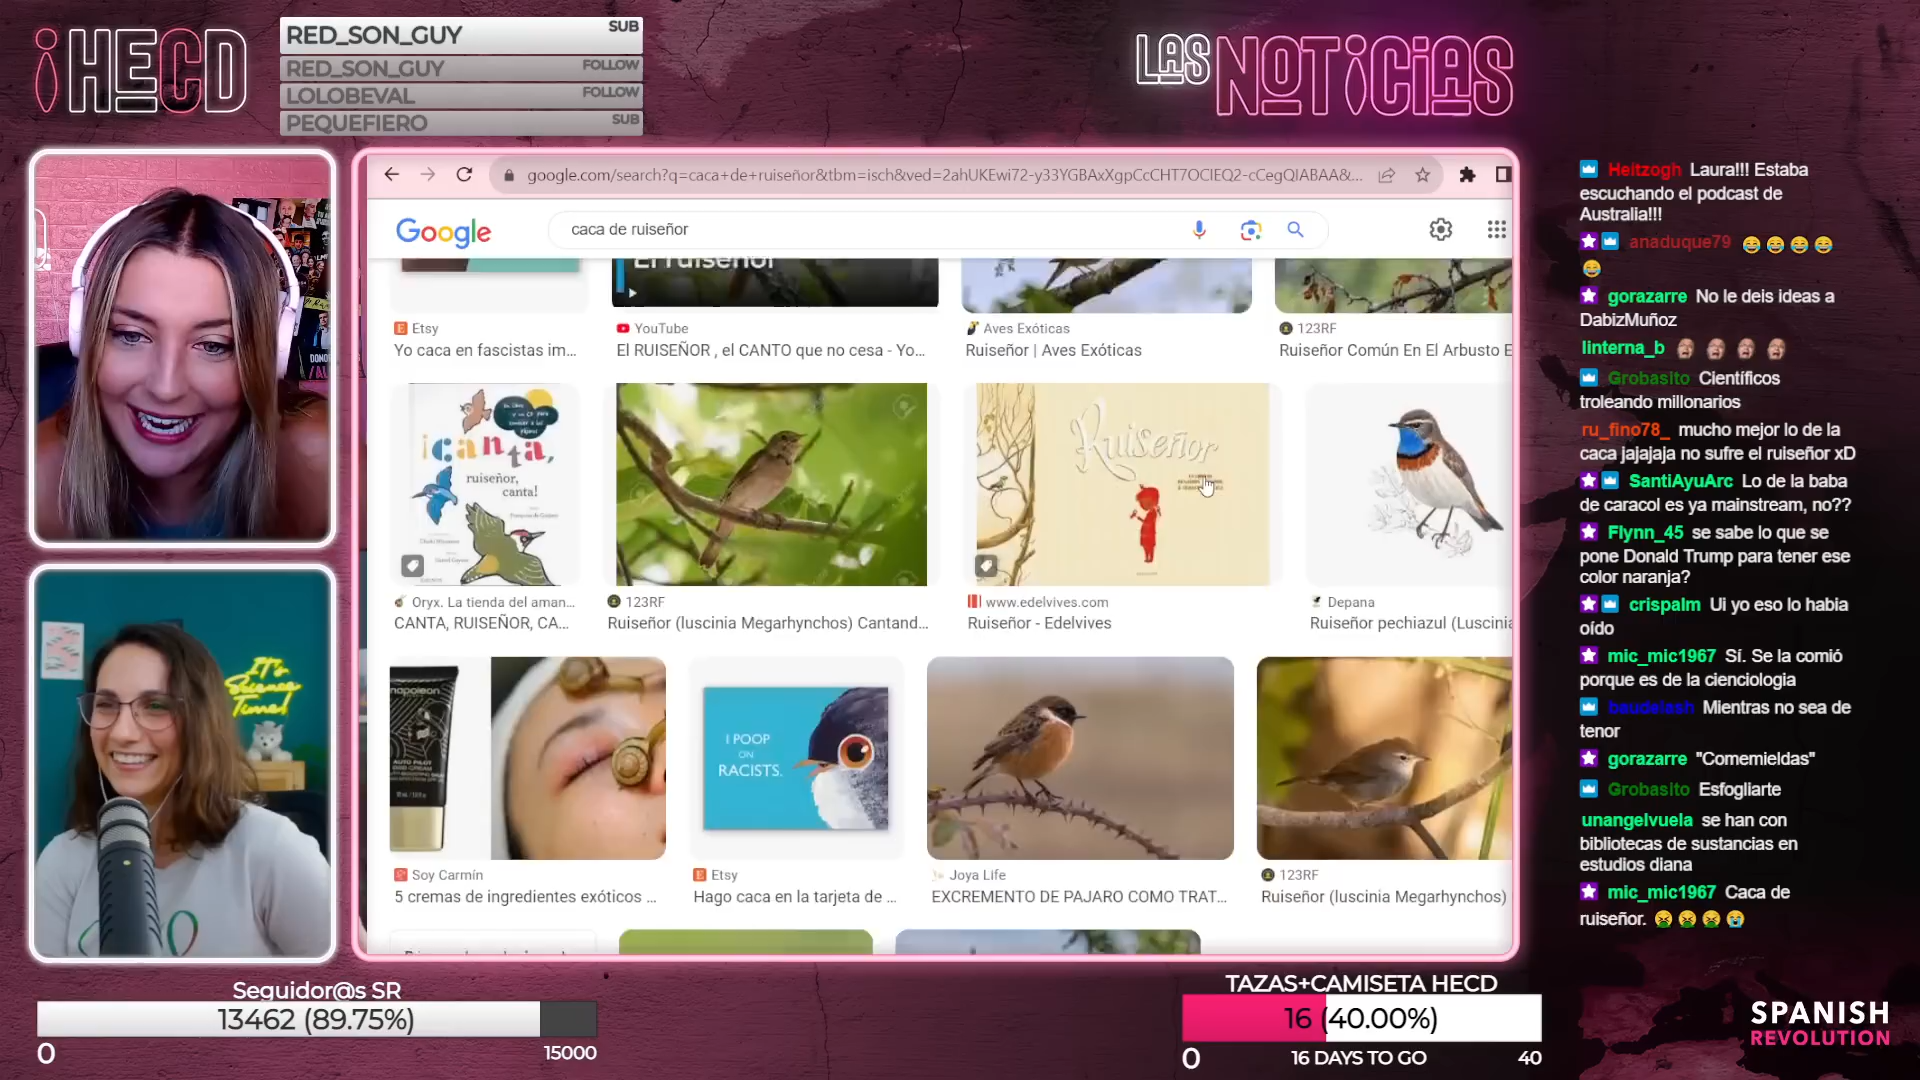 ¡HECD
RED_SON_GUY SUB
RED_SON_GUY FOLLOW
LOLOBEVAL FOLLOW
PEQUEFIERO SUB
LAS NOTICIAS
google.com/search?q=caca+de+ruiseñor&tbm=isch&ved=2ahUKEwi72-y33YGBAxXgpCcCHT7OCIEQ2-cCegQIABAA&...
Google
caca de ruiseñor
El ruiseñor
Etsy
Yo caca en fascistas im...
YouTube
El RUISEÑOR , el CANTO que no cesa - Yo...
Aves Exóticas
Ruiseñor | Aves Exóticas
123RF
Ruiseñor Común En El Arbusto E
¡canta,
ruiseñor,
canta!
Ruiseñor
Oryx. La tienda del aman...
CANTA, RUISEÑOR, CA...
123RF
Ruiseñor (luscinia Megarhynchos) Cantand...
www.edelvives.com
Ruiseñor - Edelvives
Depana
Ruiseñor pechiazul (Luscinia
napoleon
AUTO PILOT
I POOP
ON
RACISTS.
Soy Carmín
5 cremas de ingredientes exóticos ...
Etsy
Hago caca en la tarjeta de ...
Joya Life
EXCREMENTO DE PAJARO COMO TRAT...
123RF
Ruiseñor (luscinia Megarhynchos)
It's
Science
Time!
Heitzogh Laura!!! Estaba
escuchando el podcast de
Australia!!!
anaduque79 😂😂😂😂
😂
gorazarre No le deis ideas a
DabizMuñoz
linterna_b
Grobasito Científicos
troleando millonarios
ru_fino78_ mucho mejor lo de la
caca jajajaja no sufre el ruiseñor xD
SantiAyuArc Lo de la baba
de caracol es ya mainstream, no??
Flynn_45 se sabe lo que se
pone Donald Trump para tener ese
color naranja?
crispalm Ui yo eso lo habia
oído
mic_mic1967 Sí. Se la comió
porque es de la cienciologia
baudelash Mientras no sea de
tenor
gorazarre "Comemieldas"
Grobasito Esfogliarte
unangelvuela se han con
bibliotecas de sustancias en
estudios diana
mic_mic1967 Caca de
ruiseñor. 🤮🤮🤮😭
Seguidor@s SR
13462 (89.75%)
0 15000
TAZAS+CAMISETA HECD
16 (40.00%)
0 16 DAYS TO GO 40
SPANISH
REVOLUTION